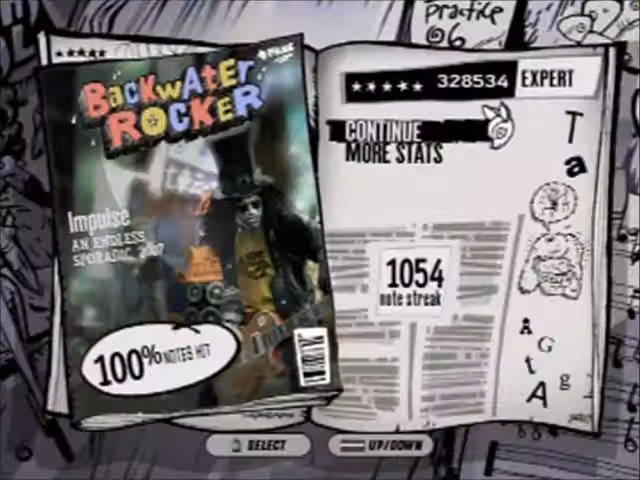 practice
06
BACKWATER
ROCKER
Impulse
AN ENDLESS
SPORADIC, 2007
100% NOTES HIT
328534 EXPERT
CONTINUE
MORE STATS
1054
note streak
T
a
A
G
t
g
A
SELECT
UP/DOWN